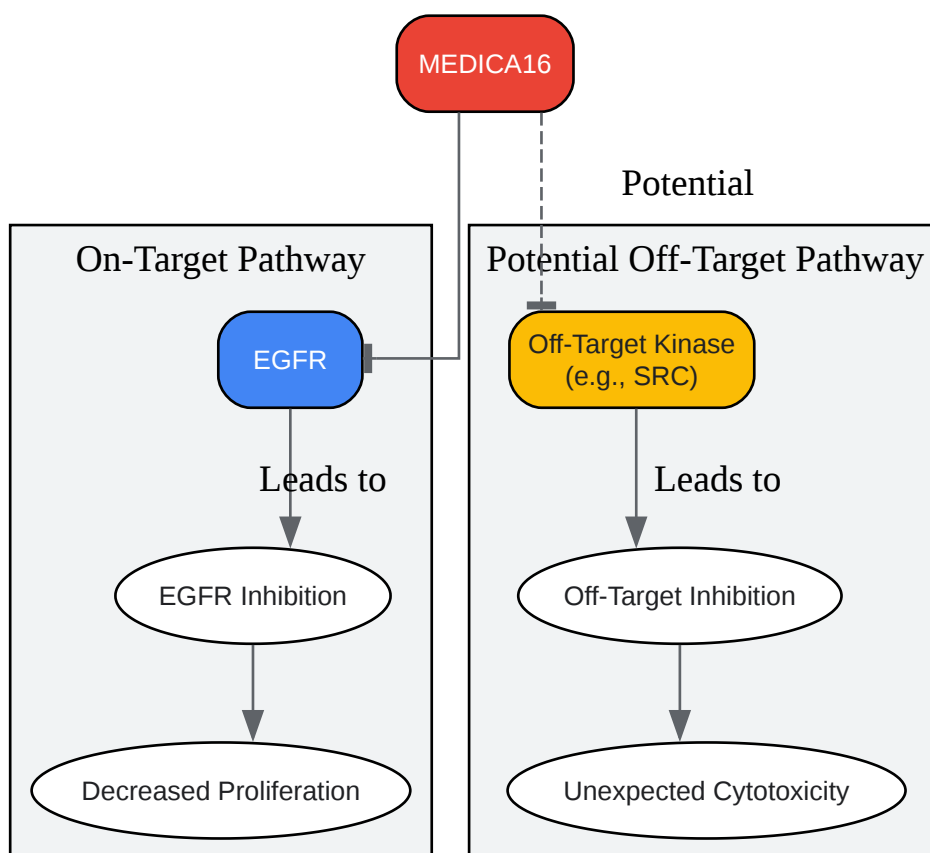 MEDICA16
Potential
On-Target Pathway
Potential Off-Target Pathway
EGFR
Off-Target Kinase
(e.g., SRC)
Leads to
Leads to
EGFR Inhibition
Off-Target Inhibition
Decreased Proliferation
Unexpected Cytotoxicity